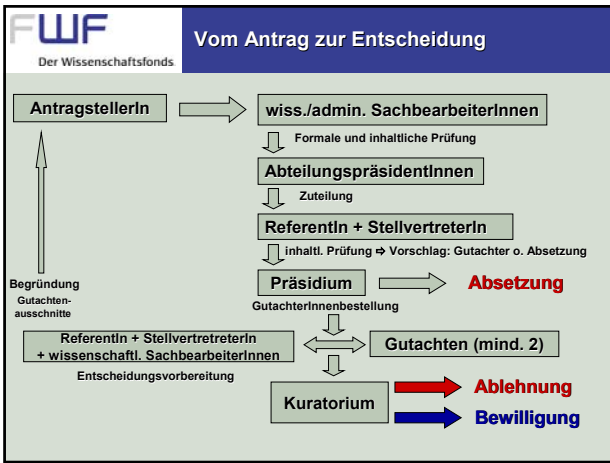 FWF
Der Wissenschaftsfonds.
Vom Antrag zur Entscheidung
AntragstellerIn
wiss./admin. SachbearbeiterInnen
Formale und inhaltliche Prüfung
AbteilungspräsidentInnen
Zuteilung
ReferentIn + StellvertreterIn
inhaltl. Prüfung ⇨ Vorschlag: Gutachter o. Absetzung
Präsidium
Absetzung
GutachterInnenbestellung
Begründung
Gutachten-
ausschnitte
ReferentIn + StellvertretreterIn
+ wissenschaftl. SachbearbeiterInnen
Gutachten (mind. 2)
Entscheidungsvorbereitung
Kuratorium
Ablehnung
Bewilligung